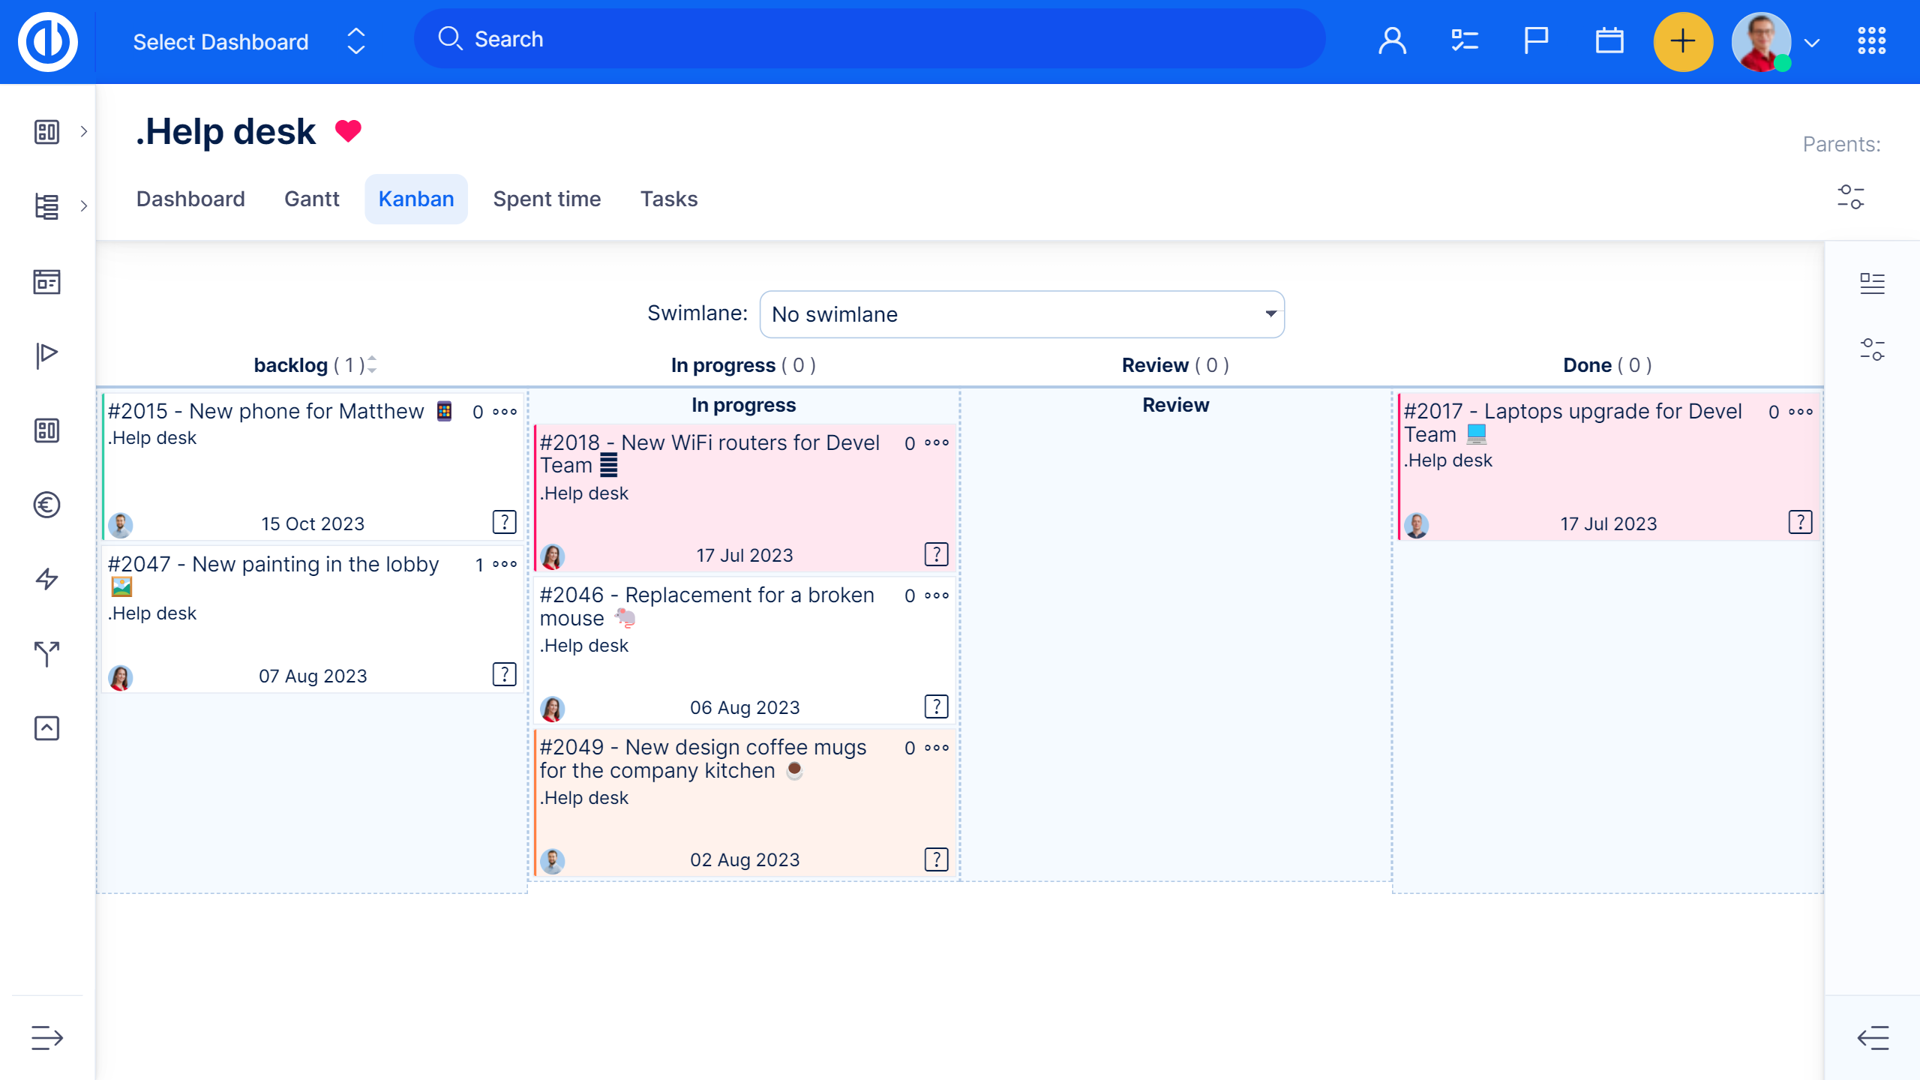 Select Dashboard
Search
.Help desk
Parents:
Dashboard
Gantt
Kanban
Spent time
Tasks
Swimlane:
No swimlane
backlog ( 1 )
In progress ( 0 )
Review ( 0 )
Done ( 0 )
#2015 - New phone for Matthew
0
.Help desk
15 Oct 2023
?
#2047 - New painting in the lobby
1
.Help desk
07 Aug 2023
?
In progress
#2018 - New WiFi routers for Devel
Team
0
.Help desk
17 Jul 2023
?
#2046 - Replacement for a broken
mouse
0
.Help desk
06 Aug 2023
?
#2049 - New design coffee mugs
for the company kitchen
0
.Help desk
02 Aug 2023
?
Review
#2017 - Laptops upgrade for Devel
Team
0
.Help desk
17 Jul 2023
?